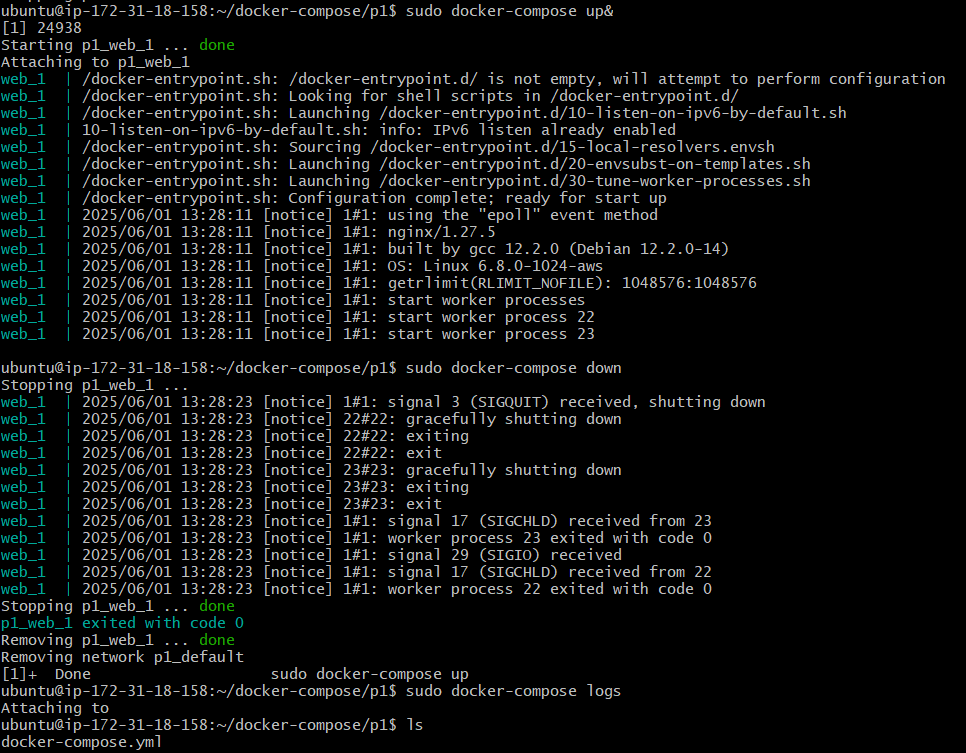 ubuntu@ip-172-31-18-158:~/docker-compose/p1$ sudo docker-compose up&
[1] 24938
Starting p1_web_1 ... done
Attaching to p1_web_1
web_1  | /docker-entrypoint.sh: /docker-entrypoint.d/ is not empty, will attempt to perform configuration
web_1  | /docker-entrypoint.sh: Looking for shell scripts in /docker-entrypoint.d/
web_1  | /docker-entrypoint.sh: Launching /docker-entrypoint.d/10-listen-on-ipv6-by-default.sh
web_1  | 10-listen-on-ipv6-by-default.sh: info: IPv6 listen already enabled
web_1  | /docker-entrypoint.sh: Sourcing /docker-entrypoint.d/15-local-resolvers.envsh
web_1  | /docker-entrypoint.sh: Launching /docker-entrypoint.d/20-envsubst-on-templates.sh
web_1  | /docker-entrypoint.sh: Launching /docker-entrypoint.d/30-tune-worker-processes.sh
web_1  | /docker-entrypoint.sh: Configuration complete; ready for start up
web_1  | 2025/06/01 13:28:11 [notice] 1#1: using the "epoll" event method
web_1  | 2025/06/01 13:28:11 [notice] 1#1: nginx/1.27.5
web_1  | 2025/06/01 13:28:11 [notice] 1#1: built by gcc 12.2.0 (Debian 12.2.0-14)
web_1  | 2025/06/01 13:28:11 [notice] 1#1: OS: Linux 6.8.0-1024-aws
web_1  | 2025/06/01 13:28:11 [notice] 1#1: getrlimit(RLIMIT_NOFILE): 1048576:1048576
web_1  | 2025/06/01 13:28:11 [notice] 1#1: start worker processes
web_1  | 2025/06/01 13:28:11 [notice] 1#1: start worker process 22
web_1  | 2025/06/01 13:28:11 [notice] 1#1: start worker process 23
ubuntu@ip-172-31-18-158:~/docker-compose/p1$ sudo docker-compose down
Stopping p1_web_1 ...
web_1  | 2025/06/01 13:28:23 [notice] 1#1: signal 3 (SIGQUIT) received, shutting down
web_1  | 2025/06/01 13:28:23 [notice] 22#22: gracefully shutting down
web_1  | 2025/06/01 13:28:23 [notice] 22#22: exiting
web_1  | 2025/06/01 13:28:23 [notice] 22#22: exit
web_1  | 2025/06/01 13:28:23 [notice] 23#23: gracefully shutting down
web_1  | 2025/06/01 13:28:23 [notice] 23#23: exiting
web_1  | 2025/06/01 13:28:23 [notice] 23#23: exit
web_1  | 2025/06/01 13:28:23 [notice] 1#1: signal 17 (SIGCHLD) received from 23
web_1  | 2025/06/01 13:28:23 [notice] 1#1: worker process 23 exited with code 0
web_1  | 2025/06/01 13:28:23 [notice] 1#1: signal 29 (SIGIO) received
web_1  | 2025/06/01 13:28:23 [notice] 1#1: signal 17 (SIGCHLD) received from 22
web_1  | 2025/06/01 13:28:23 [notice] 1#1: worker process 22 exited with code 0
Stopping p1_web_1 ... done
p1_web_1 exited with code 0
Removing p1_web_1 ... done
Removing network p1_default
[1]+  Done                    sudo docker-compose up
ubuntu@ip-172-31-18-158:~/docker-compose/p1$ sudo docker-compose logs
Attaching to
ubuntu@ip-172-31-18-158:~/docker-compose/p1$ ls
docker-compose.yml